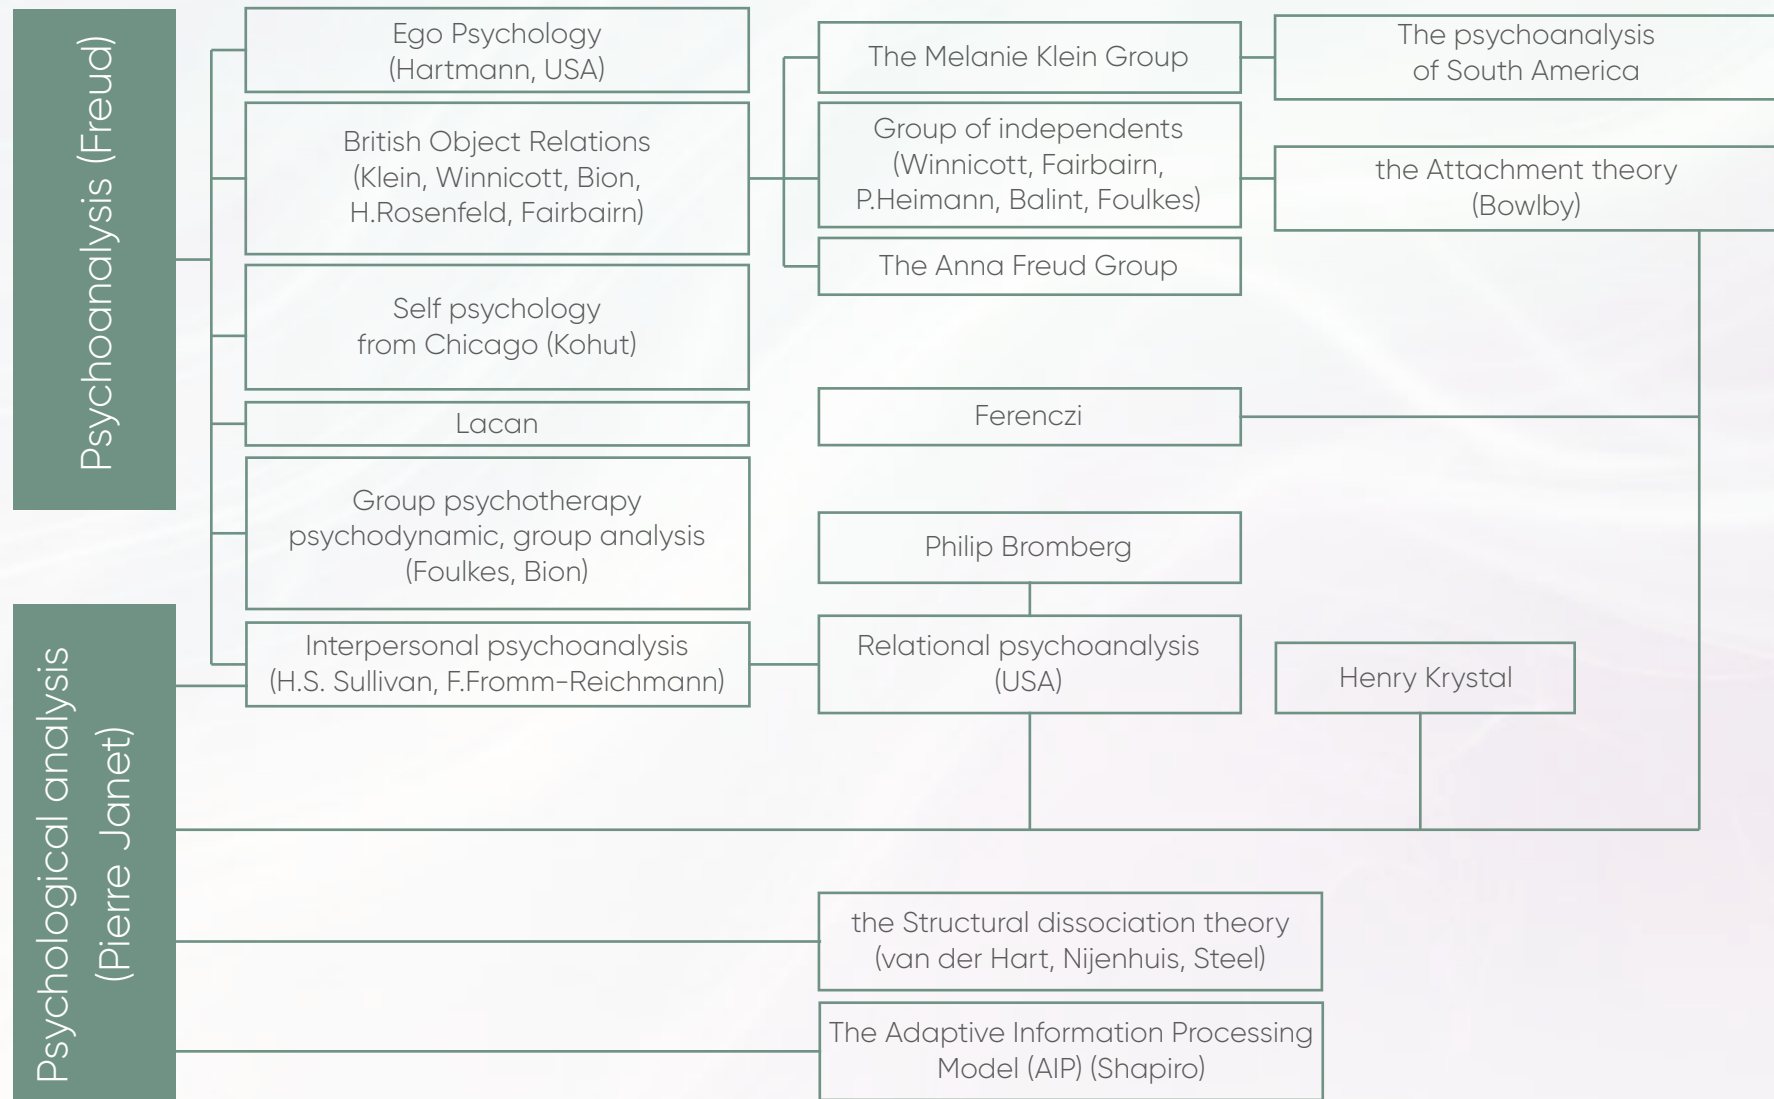 Psychoanalysis (Freud)
Ego Psychology
(Hartmann, USA)
British Object Relations
(Klein, Winnicott, Bion,
H.Rosenfeld, Fairbairn)
Self psychology
from Chicago (Kohut)
Lacan
Group psychotherapy
psychodynamic, group analysis
(Foulkes, Bion)
Interpersonal psychoanalysis
(H.S. Sullivan, F.Fromm-Reichmann)
The Melanie Klein Group
Group of independents
(Winnicott, Fairbairn,
P.Heimann, Balint, Foulkes)
The Anna Freud Group
The psychoanalysis
of South America
the Attachment theory
(Bowlby)
Ferenczi
Philip Bromberg
Relational psychoanalysis
(USA)
Henry Krystal
Psychological analysis
(Pierre Janet)
the Structural dissociation theory
(van der Hart, Nijenhuis, Steel)
The Adaptive Information Processing
Model (AIP) (Shapiro)